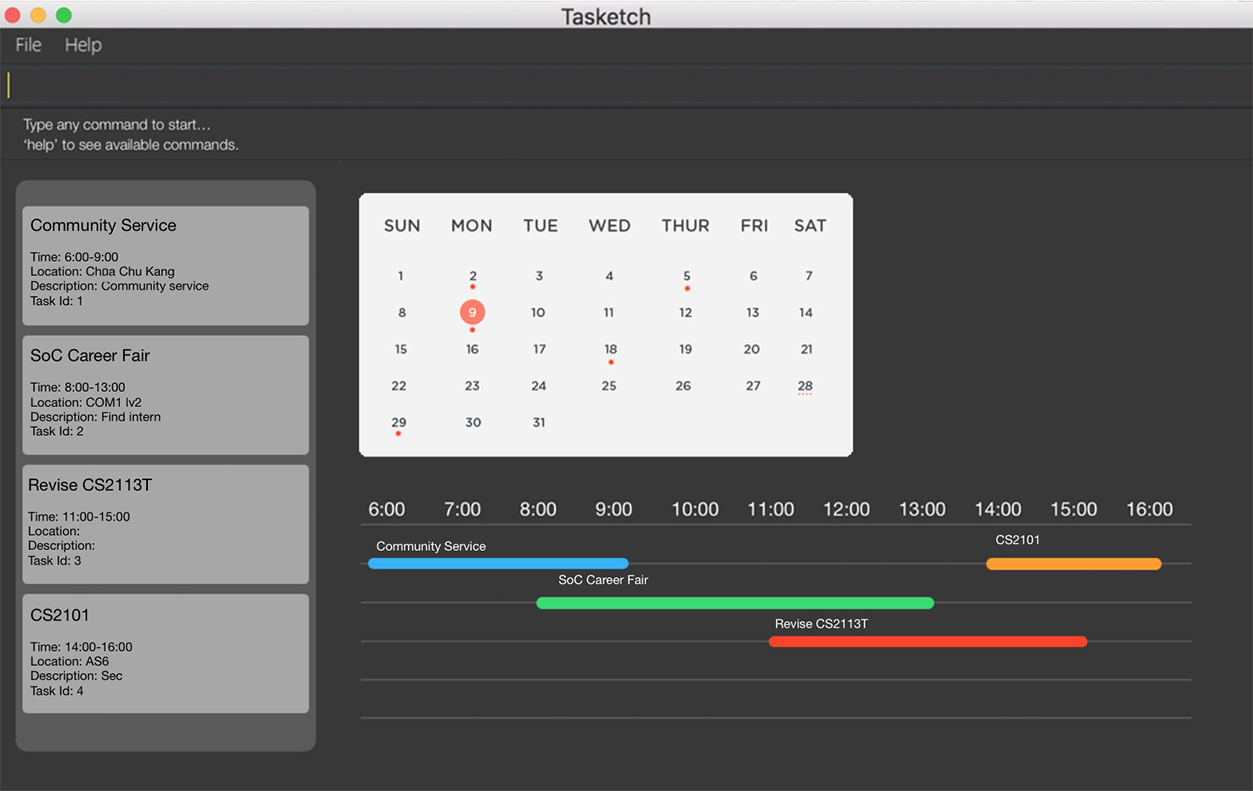 Tasketch
File Help
Type any command to start...
‘help’ to see available commands.
Community Service
Time: 6:00-9:00
Location: Choa Chu Kang
Description: Community service
Task Id: 1
SoC Career Fair
Time: 8:00-13:00
Location: COM1 lv2
Description: Find intern
Task Id: 2
Revise CS2113T
Time: 11:00-15:00
Location:
Description:
Task Id: 3
CS2101
Time: 14:00-16:00
Location: AS6
Description: Sec
Task Id: 4
SUN MON TUE WED THUR FRI SAT
1 2 3 4 5 6 7
8 9 10 11 12 13 14
15 16 17 18 19 20 21
22 23 24 25 26 27 28
29 30 31
6:00 7:00 8:00 9:00 10:00 11:00 12:00 13:00 14:00 15:00 16:00
Community Service CS2101
SoC Career Fair
Revise CS2113T